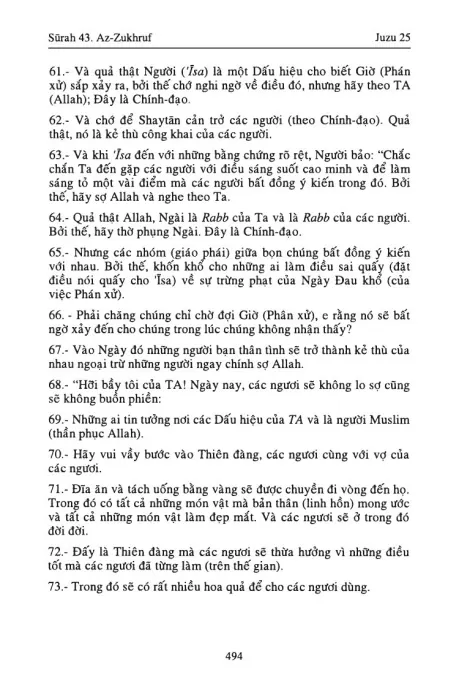 Sūrah 43. Az-Zukhruf Juzu 25
61.- Và quả thật Người (‘Īsa) là một Dấu hiệu cho biết Giờ (Phán
xử) sắp xảy ra, bởi thế chớ nghi ngờ về điều đó, nhưng hãy theo TA
(Allah); Đây là Chính-đạo.
62.- Và chớ để Shaytān cản trở các người (theo Chính-đạo). Quả
thật, nó là kẻ thù công khai của các người.
63.- Và khi ‘Īsa đến với những bằng chứng rõ rệt, Người bảo: “Chắc
chắn Ta đến gặp các người với điều sáng suốt cao minh và để làm
sáng tỏ một vài điểm mà các người bất đồng ý kiến trong đó. Bởi
thế, hãy sợ Allah và nghe theo Ta.
64.- Quả thật Allah, Ngài là Rabb của Ta và là Rabb của các người.
Bởi thế, hãy thờ phụng Ngài. Đây là Chính-đạo.
65.- Nhưng các nhóm (giáo phái) giữa bọn chúng bất đồng ý kiến
với nhau. Bởi thế, khốn khổ cho những ai làm điều sai quấy (đặt
điều nói quấy cho ‘Īsa) về sự trừng phạt của Ngày Đau khổ (của
việc Phán xử).
66. - Phải chăng chúng chỉ chờ đợi Giờ (Phân xử), e rằng nó sẽ bất
ngờ xảy đến cho chúng trong lúc chúng không nhận thấy?
67.- Vào Ngày đó những người bạn thân tình sẽ trở thành kẻ thù của
nhau ngoại trừ những người ngay chính sợ Allah.
68.- “Hỡi bầy tôi của TA! Ngày nay, các ngươi sẽ không lo sợ cũng
sẽ không buồn phiền:
69.- Những ai tin tưởng nơi các Dấu hiệu của TA và là người Muslim
(thần phục Allah).
70.- Hãy vui vầy bước vào Thiên đàng, các ngươi cùng với vợ của
các ngươi.
71.- Đĩa ăn và tách uống bằng vàng sẽ được chuyền đi vòng đến họ.
Trong đó có tất cả những món vật mà bản thân (linh hồn) mong ước
và tất cả những món vật làm đẹp mắt. Và các ngươi sẽ ở trong đó
đời đời.
72.- Đấy là Thiên đàng mà các ngươi sẽ thừa hưởng vì những điều
tốt mà các ngươi đã từng làm (trên thế gian).
73.- Trong đó sẽ có rất nhiều hoa quả để cho các ngươi dùng.
494